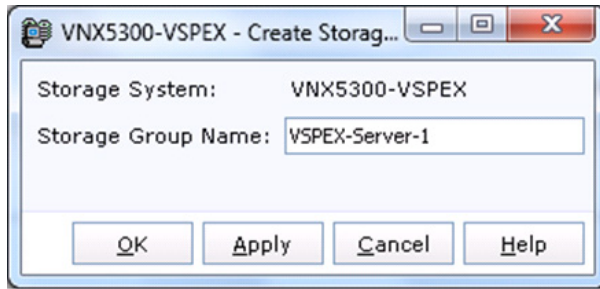 VNX5300-VSPEX - Create Storag...
Storage System: VNX5300-VSPEX
Storage Group Name: VSPEX-Server-1
OK Apply Cancel Help